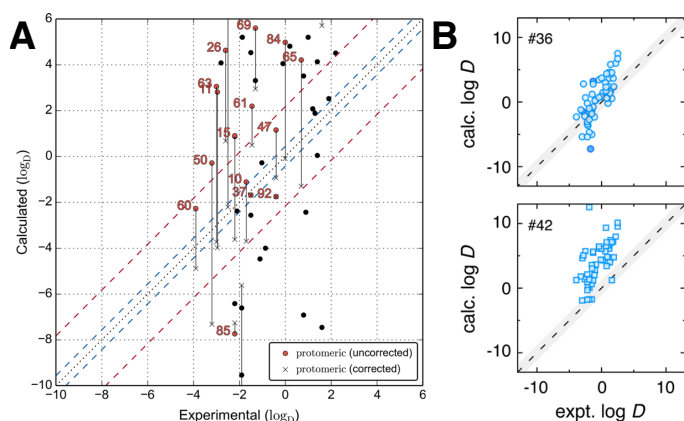 A
Calculated (log_D)
6
4
2
0
−2
−4
−6
−8
−10
69
84
26
65
63
11
61
15
47
50
10
37
92
60
85
protomeric (uncorrected)
protomeric (corrected)
−10 −8 −6 −4 −2 0 2 4 6
Experimental (log_D)
B
#36
calc. log D
10
0
-10
#42
calc. log D
10
0
-10
-10 0 10
expt. log D